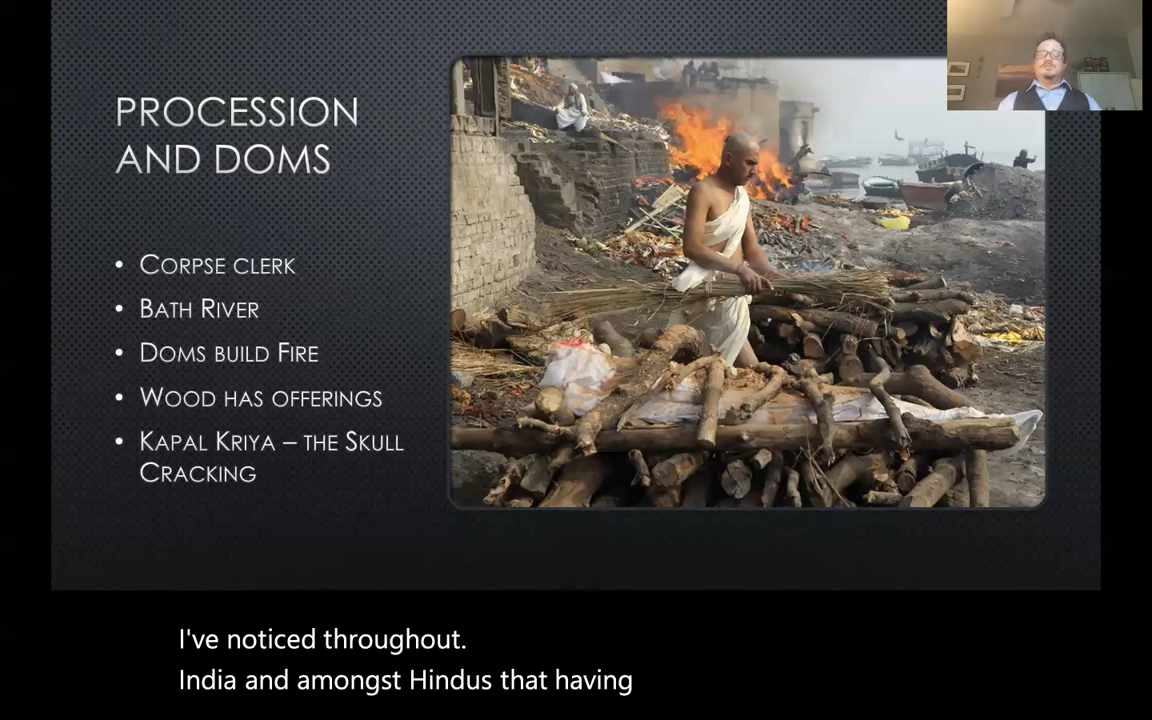 PROCESSION
AND DOMS
• CORPSE CLERK
• BATH RIVER
• DOMS BUILD FIRE
• WOOD HAS OFFERINGS
• KAPAL KRIYA – THE SKULL
CRACKING
I've noticed throughout.
India and amongst Hindus that having